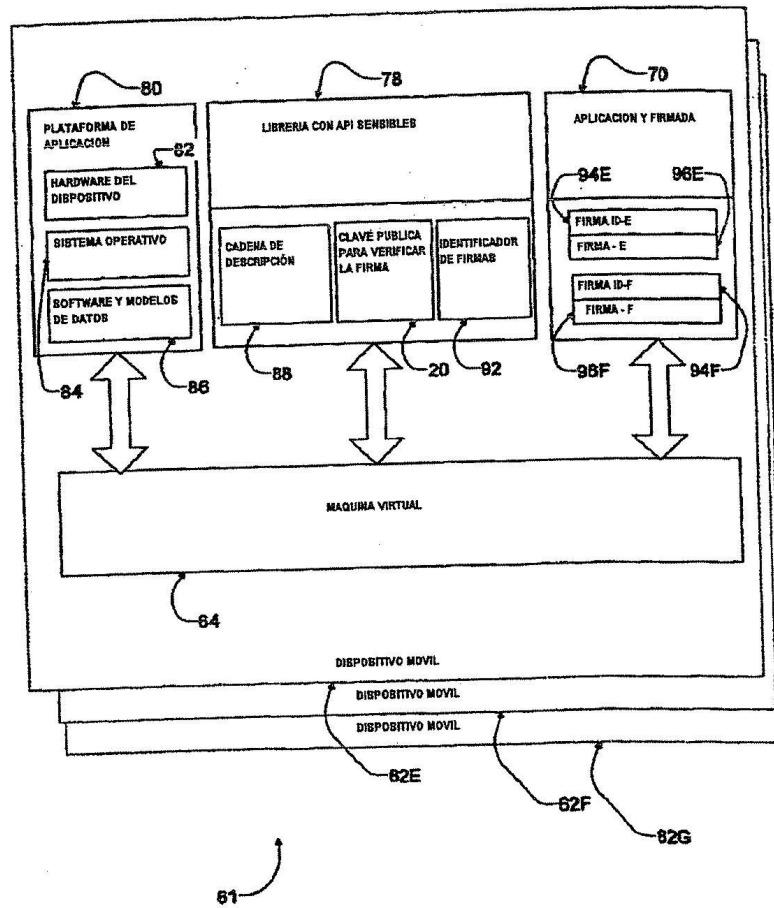 80
78
70
PLATAFORMA DE
APLICACION
82
HARDWARE DEL
DISPOSITIVO
SISTEMA OPERATIVO
SOFTWARE Y MODELOS
DE DATOS
84
86
LIBRERIA CON API SENSIBLES
CADENA DE
DESCRIPCIÓN
CLAVÉ PUBLICA
PARA VERIFICAR
LA FIRMA
IDENTIFICADOR
DE FIRMAS
88
20
92
APLICACION Y FIRMADA
94E
96E
FIRMA ID-E
FIRMA - E
FIRMA ID-F
FIRMA - F
96F
94F
MAQUINA VIRTUAL
64
DISPOSITIVO MOVIL
DISPOSITIVO MOVIL
DISPOSITIVO MOVIL
62E
62F
62G
61